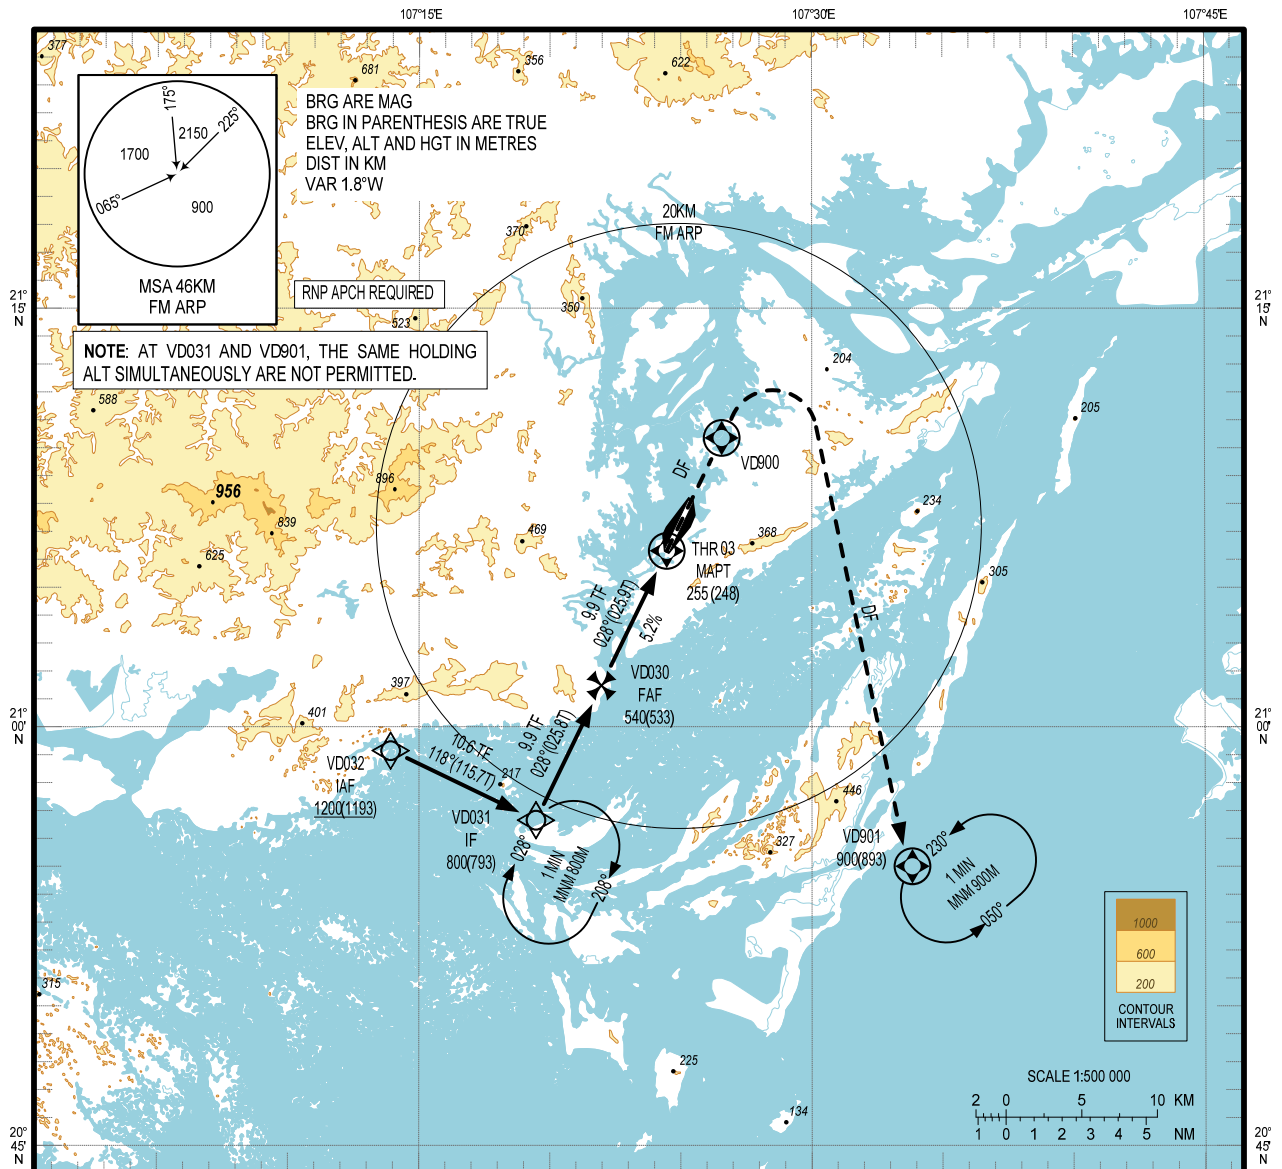 107°15'E
107°30'E
107°45'E
377
681
356
622
175°
225°
2150
1700
065°
900
MSA 46KM
FM ARP
BRG ARE MAG
BRG IN PARENTHESIS ARE TRUE
ELEV, ALT AND HGT IN METRES
DIST IN KM
VAR 1.8°W
20KM
FM ARP
370
RNP APCH REQUIRED
350
523
21°
15'
N
21°
15'
N
NOTE: AT VD031 AND VD901, THE SAME HOLDING
ALT SIMULTANEOUSLY ARE NOT PERMITTED.
204
588
205
VD900
DF
896
956
839
625
469
234
368
THR 03
MAPT
255 (248)
305
9.9 TF
028°(025.9T)
5.2%
DF
VD030
FAF
540(533)
397
401
21°
00'
N
21°
00'
N
9.9 TF
028°(025.8T)
10.6 TF
118°(115.7T)
217
VD032
IAF
1200(1193)
VD031
IF
800(793)
028°
1 MIN
MNM 800M
208°
446
327
VD901
900(893)
230°
1 MIN
MNM 900M
050°
1000
600
200
CONTOUR
INTERVALS
315
225
134
SCALE 1:500 000
2 0 5 10 KM
1 0 1 2 3 4 5 NM
20°
45'
N
20°
45'
N